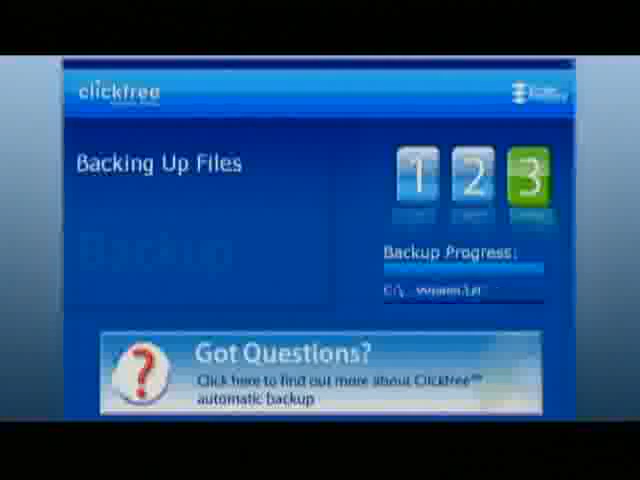 clickfree
Backing Up Files
1 2 3
Backup
Backup Progress:
C:\
Got Questions?
Click here to find out more about Clickfree™
automatic backup